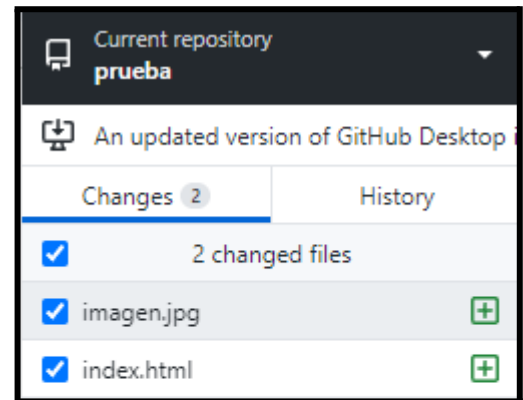 Current repository
prueba
An updated version of GitHub Desktop
Changes 2 History
2 changed files
imagen.jpg
index.html